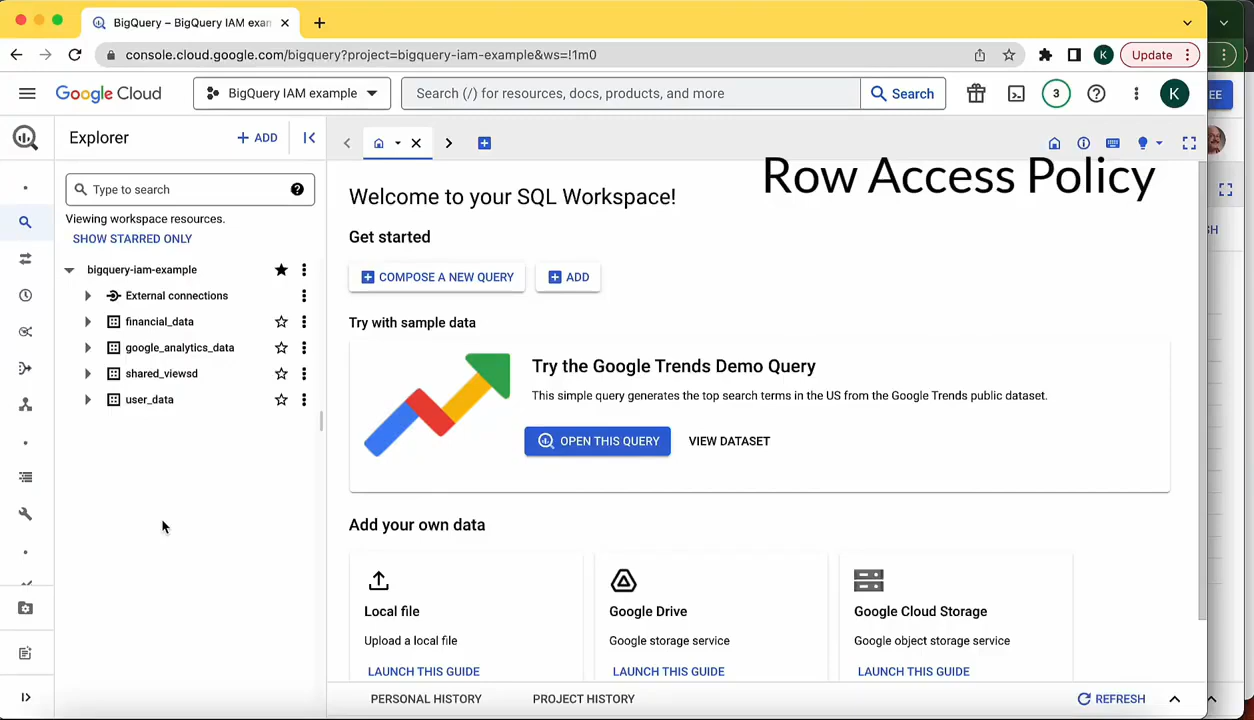 BigQuery – BigQuery IAM exan
console.cloud.google.com/bigquery?project=bigquery-iam-example&ws=!1m0
K
Update
Google Cloud
BigQuery IAM example
Search (/) for resources, docs, products, and more
Search
3
K
EE
Explorer
+ ADD
Row Access Policy
Type to search
Viewing workspace resources.
SHOW STARRED ONLY
bigquery-iam-example
External connections
financial_data
google_analytics_data
shared_viewsd
user_data
Welcome to your SQL Workspace!
Get started
COMPOSE A NEW QUERY
ADD
Try with sample data
Try the Google Trends Demo Query
This simple query generates the top search terms in the US from the Google Trends public dataset.
OPEN THIS QUERY
VIEW DATASET
Add your own data
Local file
Upload a local file
LAUNCH THIS GUIDE
Google Drive
Google storage service
LAUNCH THIS GUIDE
Google Cloud Storage
Google object storage service
LAUNCH THIS GUIDE
PERSONAL HISTORY
PROJECT HISTORY
REFRESH